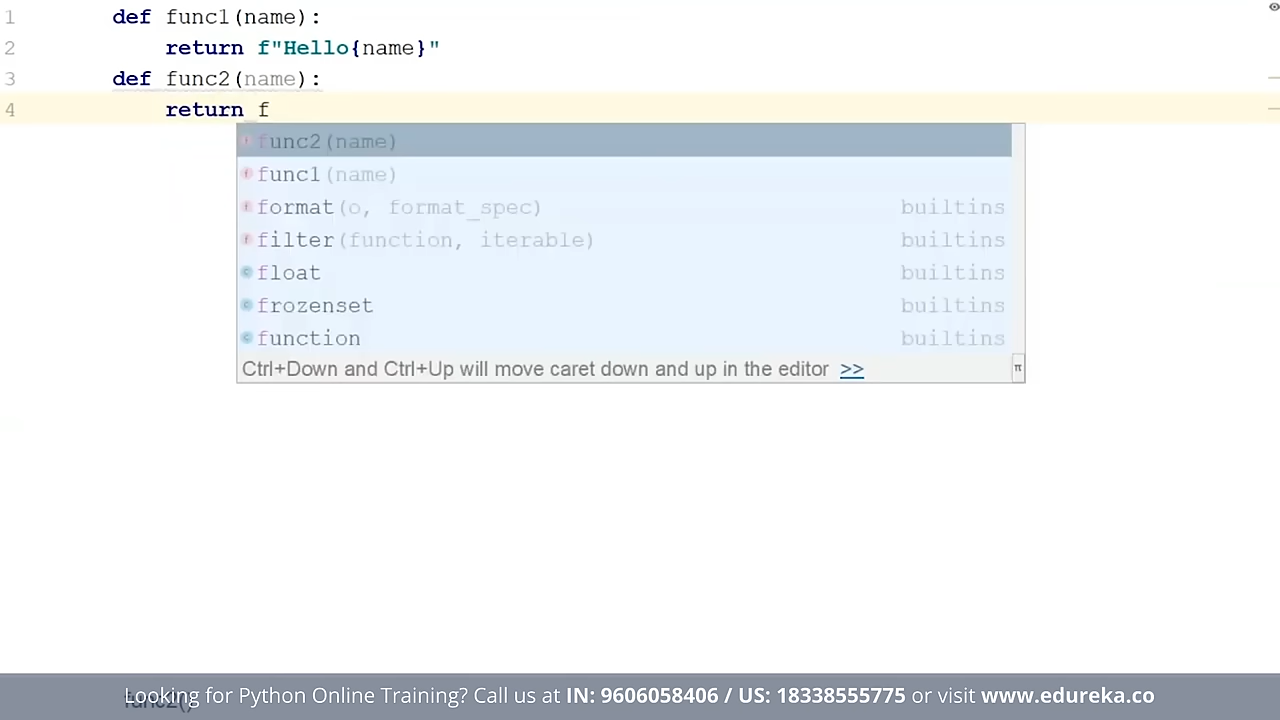 1 def func1(name):
2 return f"Hello{name}"
3 def func2(name):
4 return f
func2(name)
func1(name)
format(o, format_spec) builtins
filter(function, iterable) builtins
float builtins
frozenset builtins
function builtins
Ctrl+Down and Ctrl+Up will move caret down and up in the editor >> π
func2()
Looking for Python Online Training? Call us at IN: 9606058406 / US: 18338555775 or visit www.edureka.co